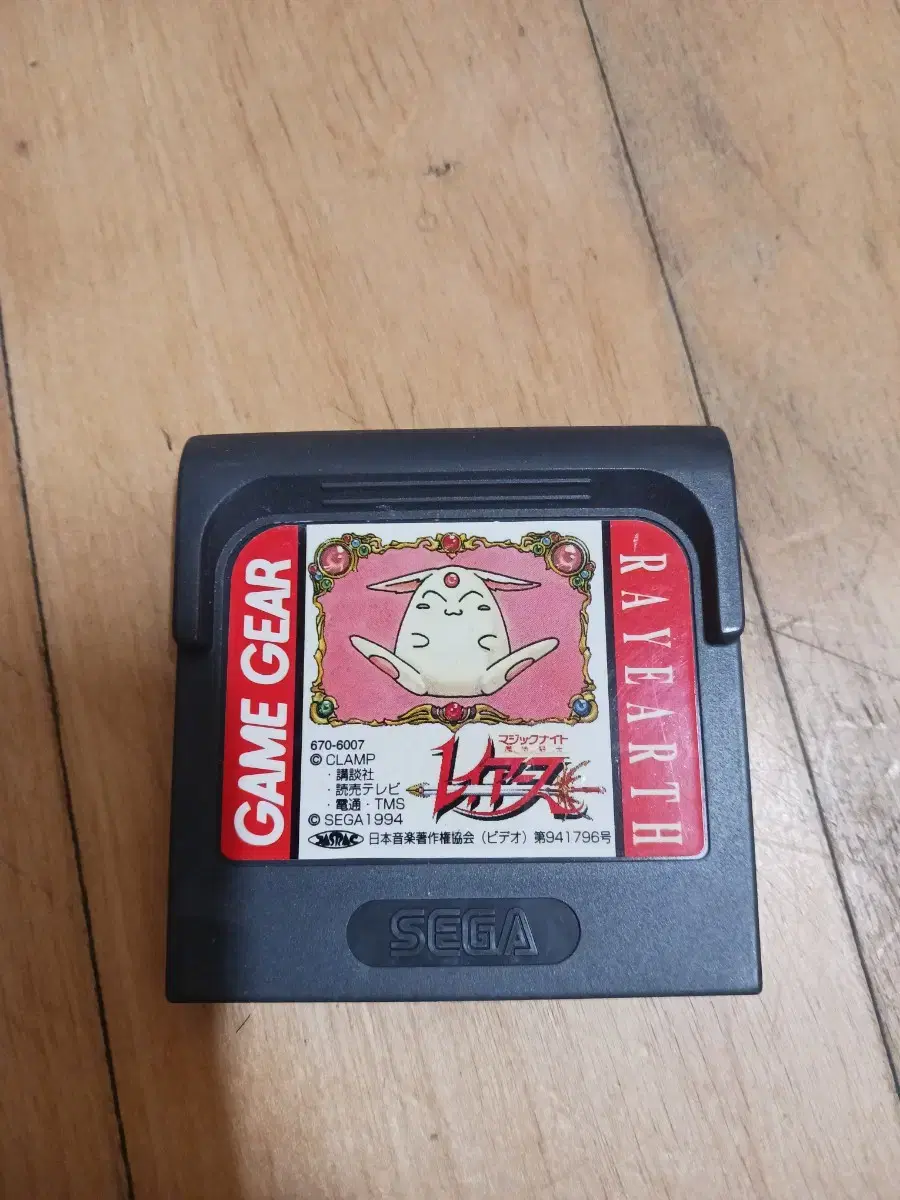 GAME GEAR
670-6007
© CLAMP
・講談社
・読売テレビ
・電通・TMS
© SEGA1994
マジックナイト
魔法騎士
レイアース
RAYEARTH
JASRAC 日本音楽著作権協会（ビデオ）第941796号
SEGA